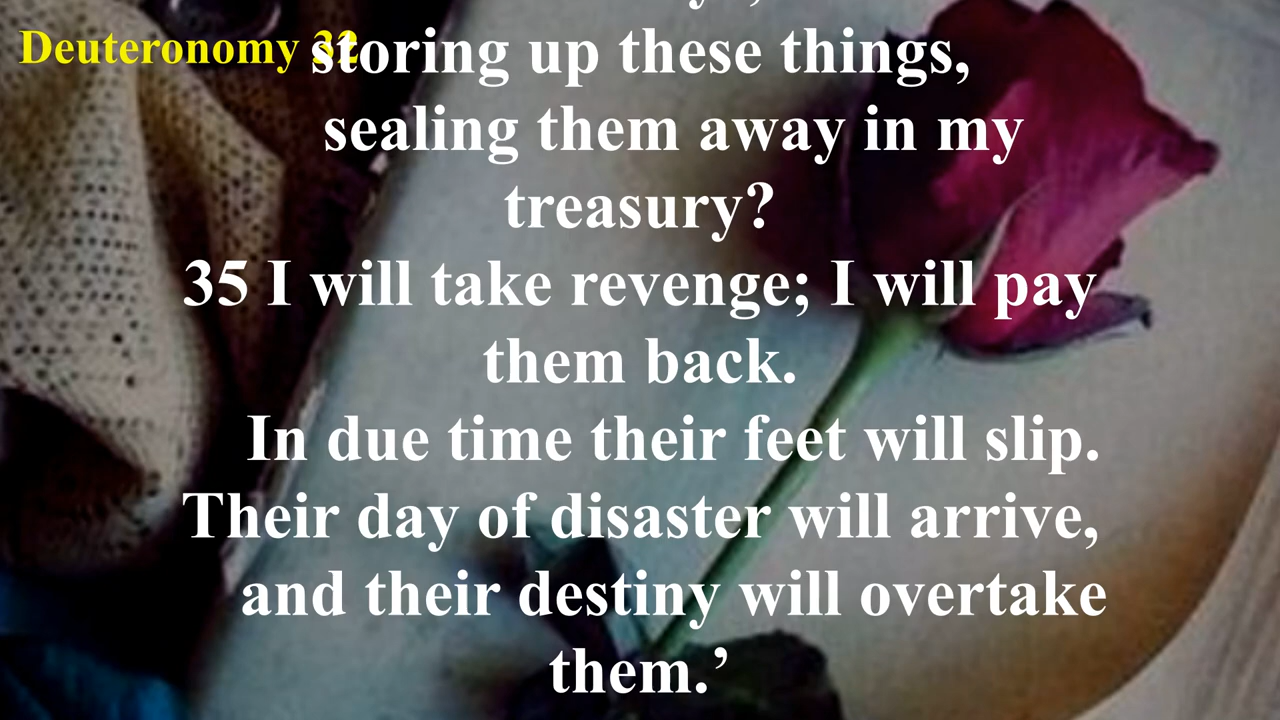 Deuteronomy 32
storing up these things,
sealing them away in my
treasury?
35 I will take revenge; I will pay
them back.
In due time their feet will slip.
Their day of disaster will arrive,
and their destiny will overtake
them.’